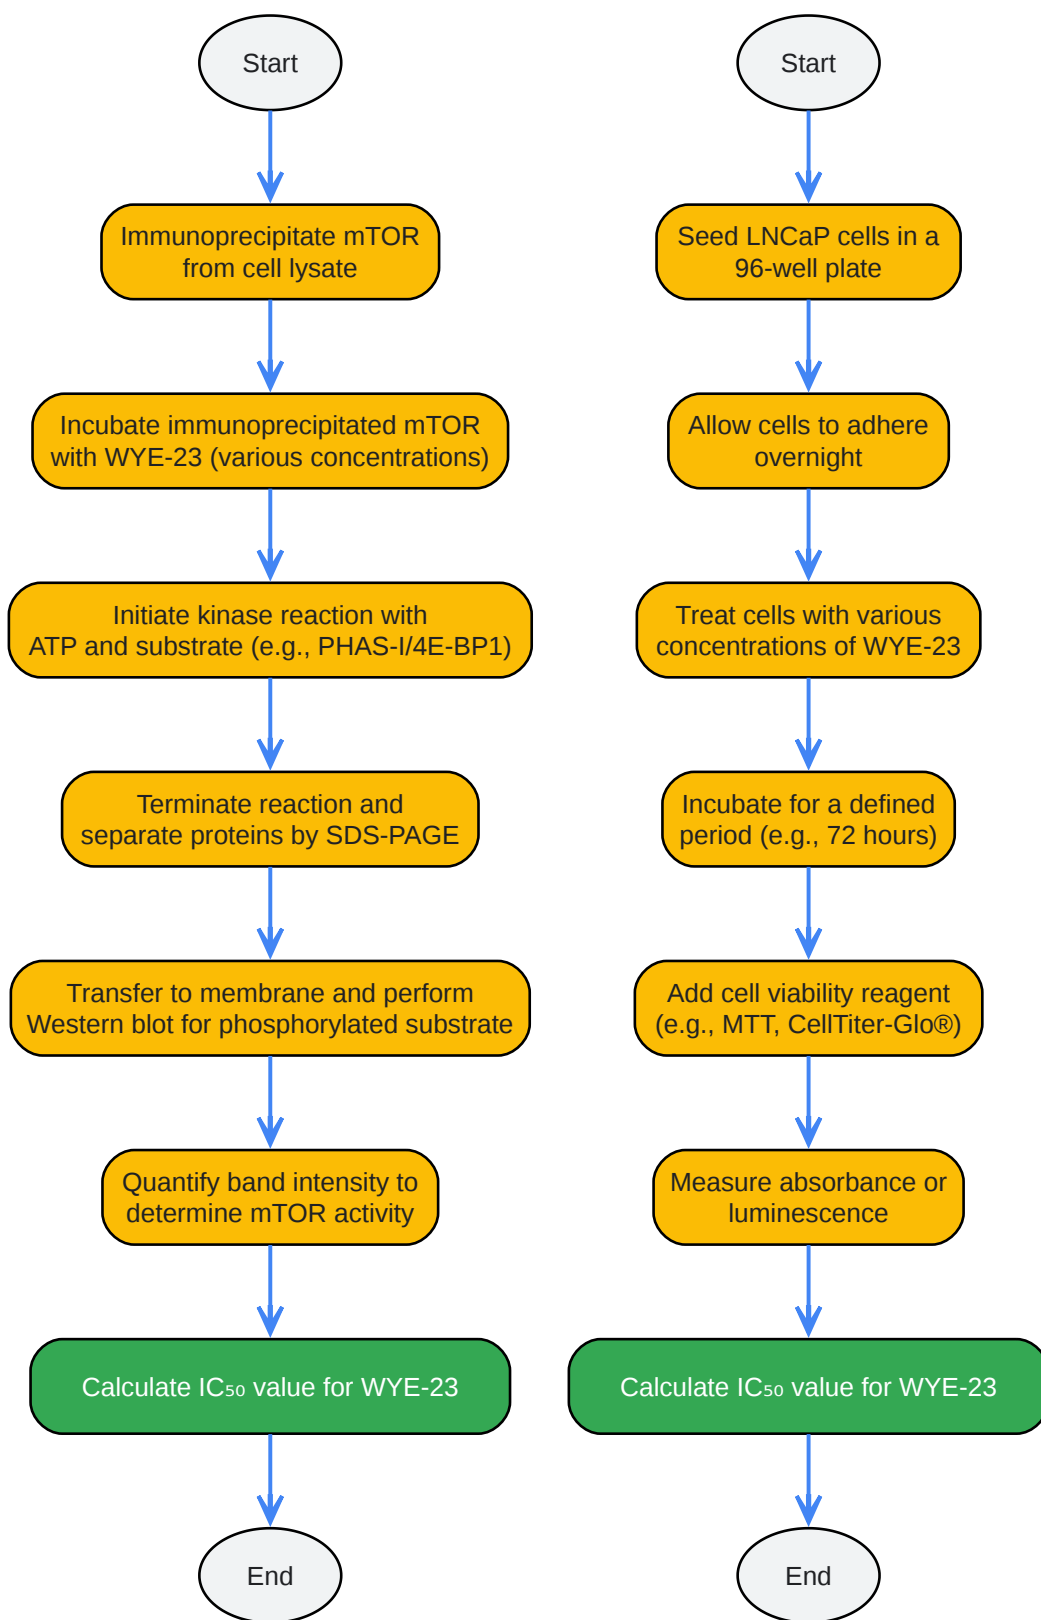 Start
Immunoprecipitate mTOR
from cell lysate
Incubate immunoprecipitated mTOR
with WYE-23 (various concentrations)
Initiate kinase reaction with
ATP and substrate (e.g., PHAS-I/4E-BP1)
Terminate reaction and
separate proteins by SDS-PAGE
Transfer to membrane and perform
Western blot for phosphorylated substrate
Quantify band intensity to
determine mTOR activity
Calculate IC₅₀ value for WYE-23
End
Start
Seed LNCaP cells in a
96-well plate
Allow cells to adhere
overnight
Treat cells with various
concentrations of WYE-23
Incubate for a defined
period (e.g., 72 hours)
Add cell viability reagent
(e.g., MTT, CellTiter-Glo®)
Measure absorbance or
luminescence
Calculate IC₅₀ value for WYE-23
End